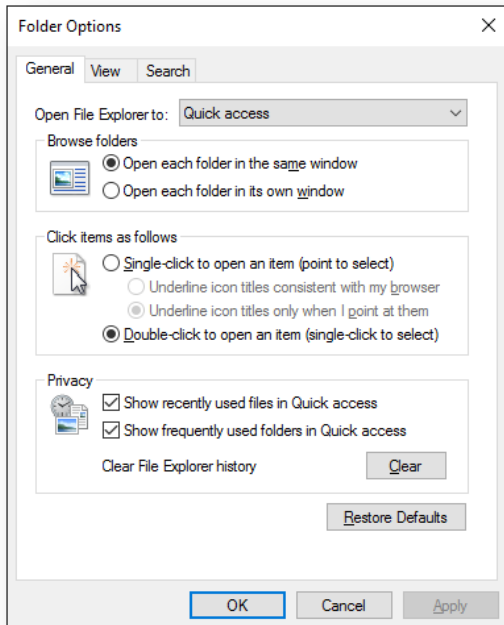 Folder Options
General View Search
Open File Explorer to: Quick access
Browse folders
Open each folder in the same window
Open each folder in its own window
Click items as follows
Single-click to open an item (point to select)
Underline icon titles consistent with my browser
Underline icon titles only when I point at them
Double-click to open an item (single-click to select)
Privacy
Show recently used files in Quick access
Show frequently used folders in Quick access
Clear File Explorer history Clear
Restore Defaults
OK Cancel Apply